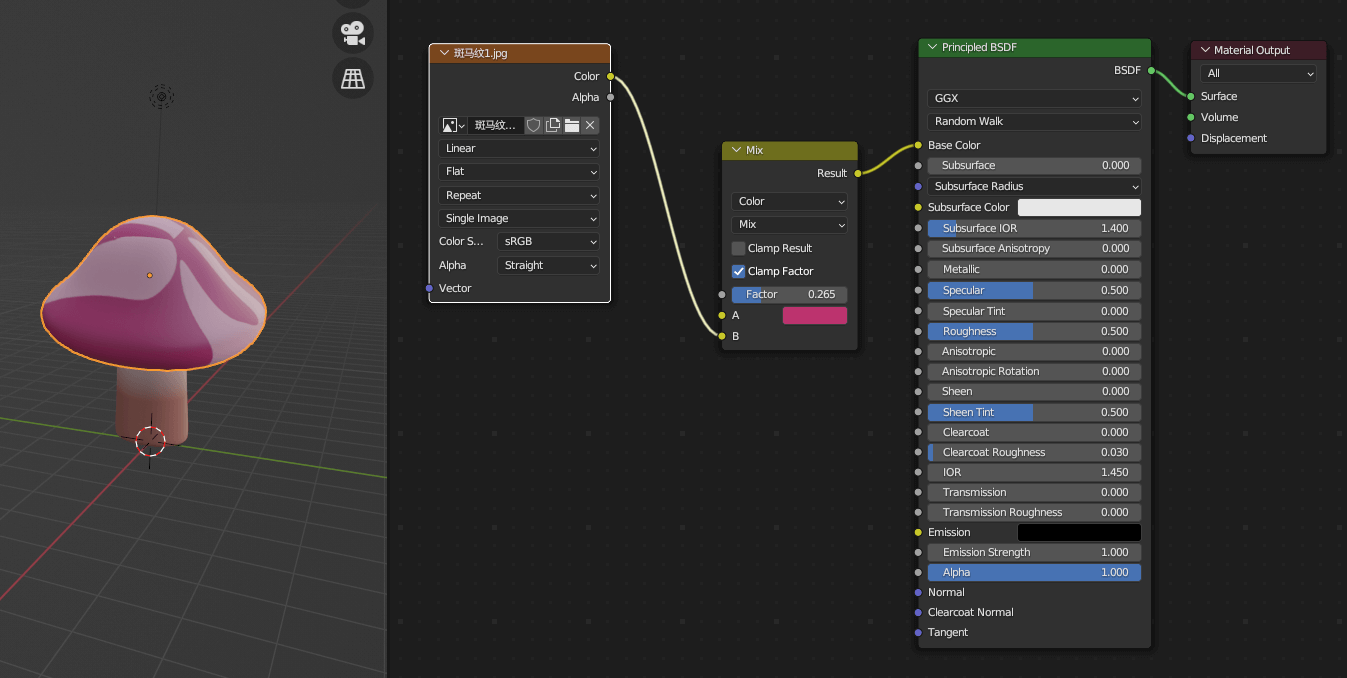 斑马纹1.jpg
Color
Alpha
斑马纹...
Linear
Flat
Repeat
Single Image
Color S... sRGB
Alpha Straight
Vector
Mix
Result
Color
Mix
Clamp Result
Clamp Factor
Factor 0.265
A
B
Principled BSDF
BSDF
GGX
Random Walk
Base Color
Subsurface 0.000
Subsurface Radius
Subsurface Color
Subsurface IOR 1.400
Subsurface Anisotropy 0.000
Metallic 0.000
Specular 0.500
Specular Tint 0.000
Roughness 0.500
Anisotropic 0.000
Anisotropic Rotation 0.000
Sheen 0.000
Sheen Tint 0.500
Clearcoat 0.000
Clearcoat Roughness 0.030
IOR 1.450
Transmission 0.000
Transmission Roughness 0.000
Emission
Emission Strength 1.000
Alpha 1.000
Normal
Clearcoat Normal
Tangent
Material Output
All
Surface
Volume
Displacement